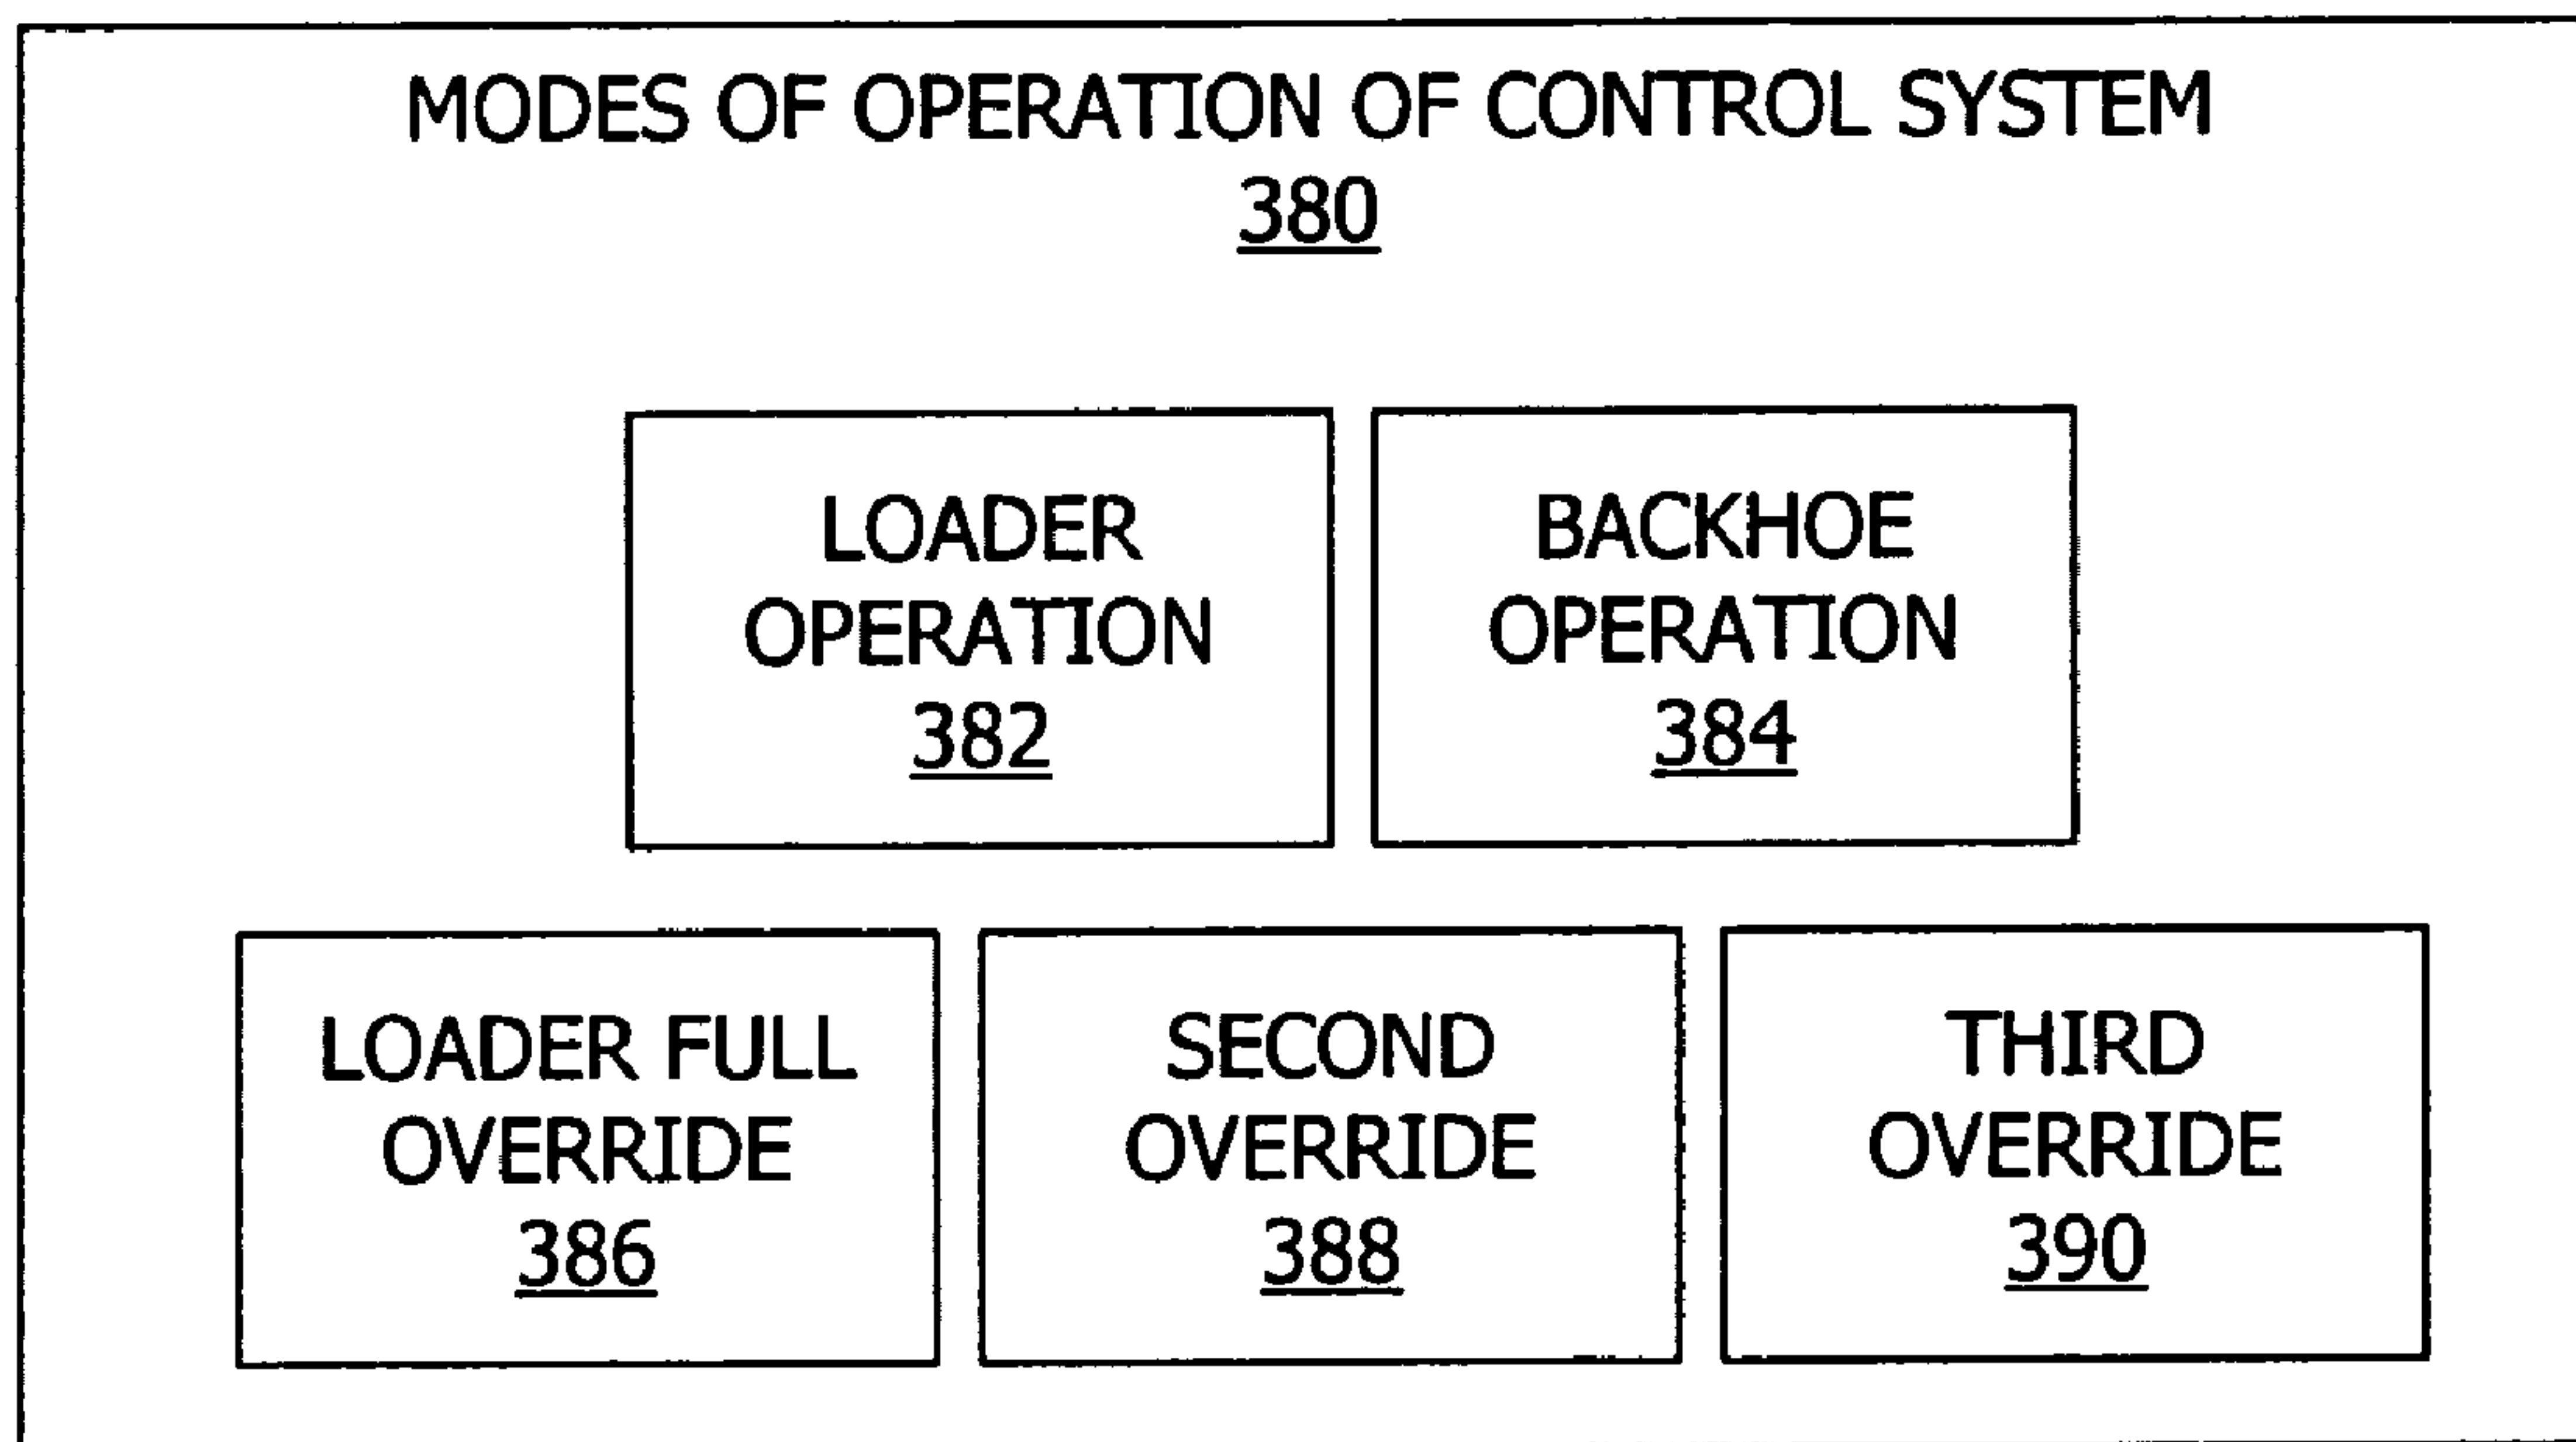 MODES OF OPERATION OF CONTROL SYSTEM
380
LOADER
OPERATION
382
BACKHOE
OPERATION
384
LOADER FULL
OVERRIDE
386
SECOND
OVERRIDE
388
THIRD
OVERRIDE
390